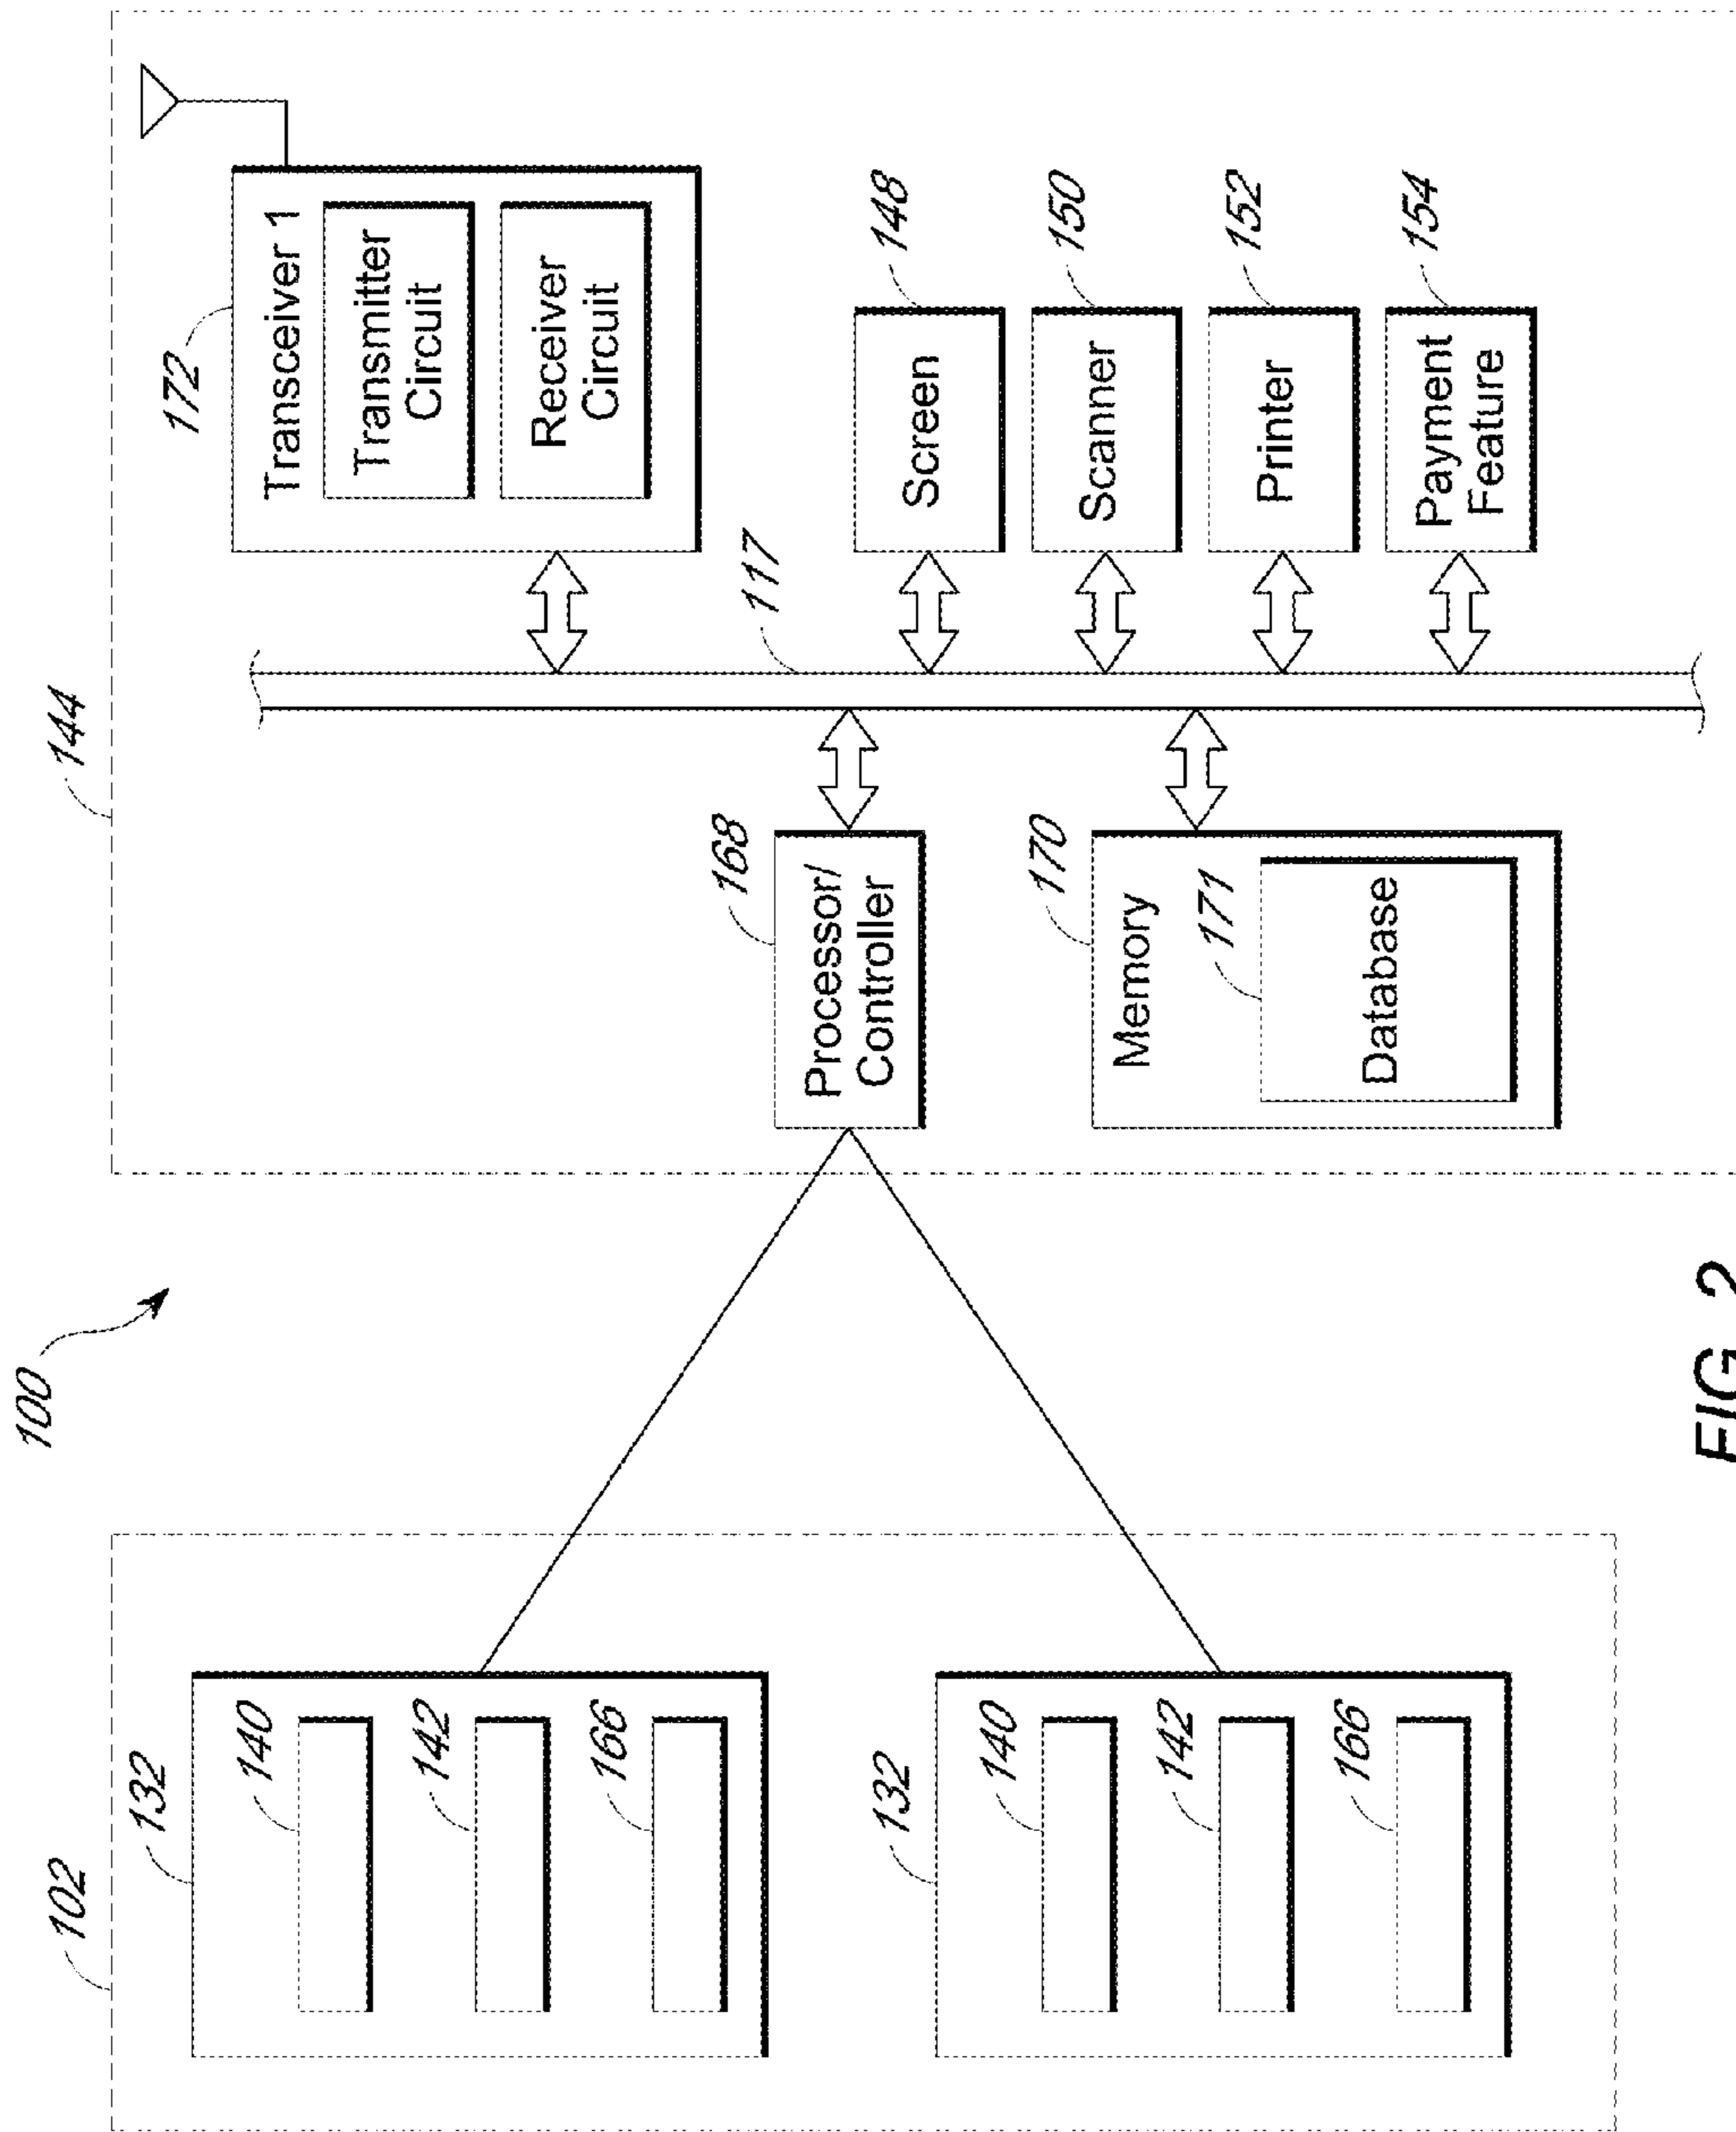 100
102
132
140
142
166
132
140
142
166
144
168
Processor/
Controller
170
Memory
171
Database
117
172
Transceiver 1
Transmitter
Circuit
Receiver
Circuit
Screen
148
Scanner
150
Printer
152
Payment
Feature
154
FIG. 2